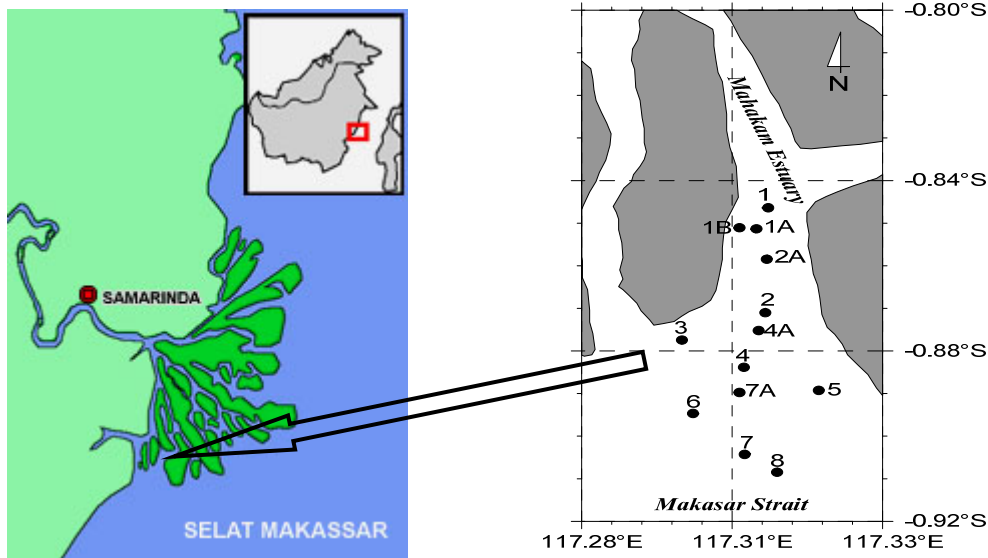 SAMARINDA
SELAT MAKASSAR
-0.80°S
N
Mahakam Estuary
-0.84°S
1
1B
1A
2A
2
4A
3
-0.88°S
4
7A
5
6
7
8
Makasar Strait
-0.92°S
117.28°E
117.31°E
117.33°E